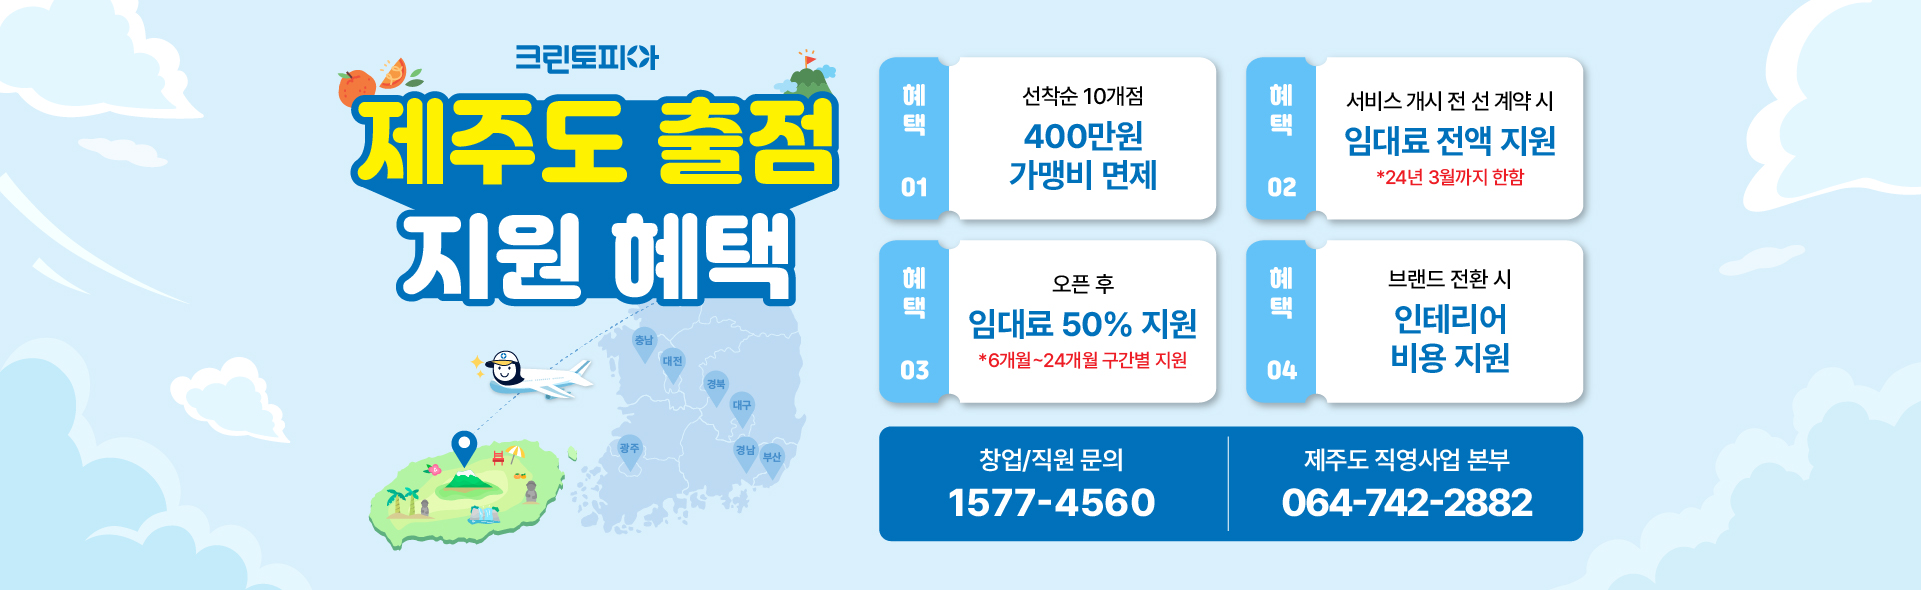 크린토피아
제주도 출점
지원 혜택
충남
대전
경북
대구
광주
경남
부산
혜택
01
선착순 10개점
400만원
가맹비 면제
혜택
02
서비스 개시 전 선 계약 시
임대료 전액 지원
*24년 3월까지 한함
혜택
03
오픈 후
임대료 50% 지원
*6개월~24개월 구간별 지원
혜택
04
브랜드 전환 시
인테리어
비용 지원
창업/직원 문의
1577-4560
제주도 직영사업 본부
064-742-2882